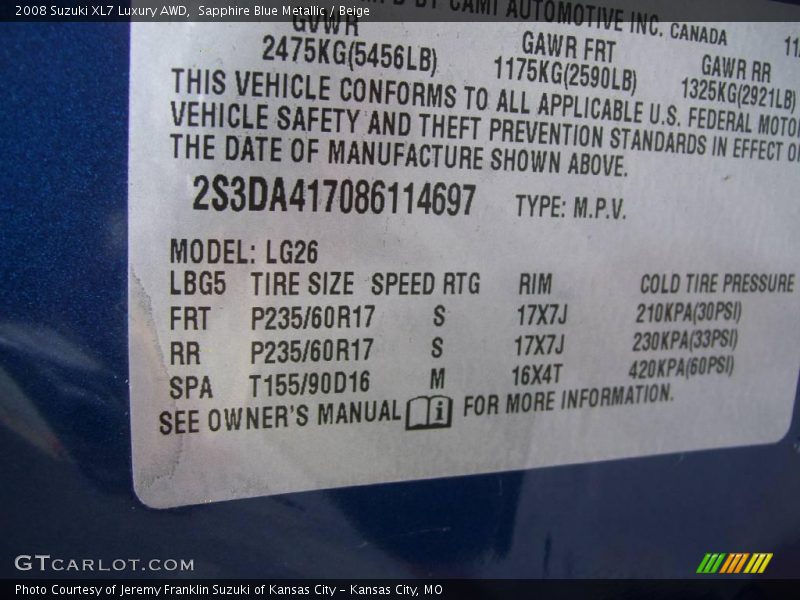 2008 Suzuki XL7 Luxury AWD,  Sapphire Blue Metallic / Beige
BY CAMI AUTOMOTIVE INC. CANADA
GVWR GAWR FRT GAWR RR
2475KG(5456LB) 1175KG(2590LB) 1325KG(2921LB)
THIS VEHICLE CONFORMS TO ALL APPLICABLE U.S. FEDERAL MOTO
VEHICLE SAFETY AND THEFT PREVENTION STANDARDS IN EFFECT O
THE DATE OF MANUFACTURE SHOWN ABOVE.
2S3DA417086114697 TYPE: M.P.V.
MODEL: LG26
LBG5 TIRE SIZE SPEED RTG RIM COLD TIRE PRESSURE
FRT P235/60R17 S 17X7J 210KPA(30PSI)
RR P235/60R17 S 17X7J 230KPA(33PSI)
SPA T155/90D16 M 16X4T 420KPA(60PSI)
SEE OWNER'S MANUAL i FOR MORE INFORMATION.
GTCARLOT.COM
Photo Courtesy of Jeremy Franklin Suzuki of Kansas City – Kansas City, MO